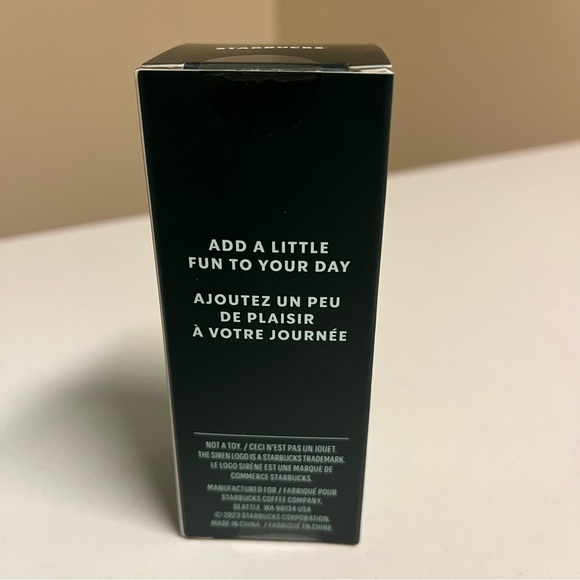 STARBUCKS
ADD A LITTLE
FUN TO YOUR DAY
AJOUTEZ UN PEU
DE PLAISIR
À VOTRE JOURNÉE
NOT A TOY. / CECI N'EST PAS UN JOUET.
THE SIREN LOGO IS A STARBUCKS TRADEMARK.
LE LOGO SIRÈNE EST UNE MARQUE DE
COMMERCE STARBUCKS.
MANUFACTURED FOR / FABRIQUÉ POUR
STARBUCKS COFFEE COMPANY,
SEATTLE, WA 98134 USA
© 2023 STARBUCKS CORPORATION.
MADE IN CHINA. / FABRIQUÉ EN CHINE.